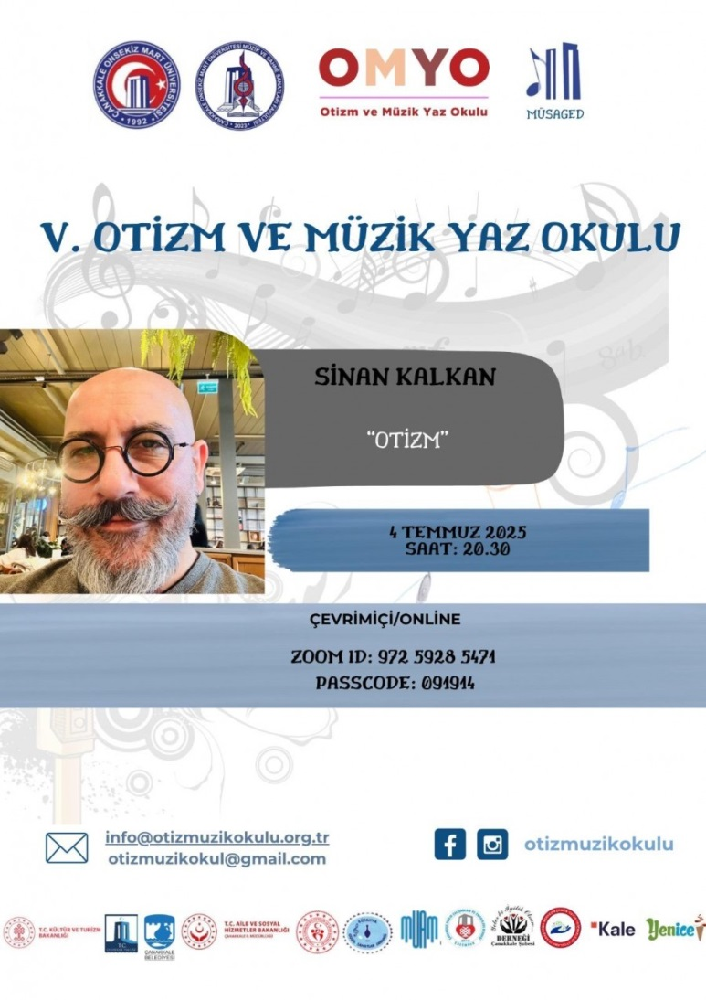 ÇANAKKALE ONSEKİZ MART ÜNİVERSİTESİ
1992
ÇANAKKALE ONSEKİZ MART ÜNİVERSİTESİ MÜZİK VE SAHNE SANATLARI FAKÜLTESİ
2023
OMYO
Otizm ve Müzik Yaz Okulu
MÜSAGED
V. OTİZM VE MÜZİK YAZ OKULU
SİNAN KALKAN
“OTİZM”
4 TEMMUZ 2025
SAAT: 20.30
ÇEVRİMİÇİ/ONLINE
ZOOM ID: 972 5928 5471
PASSCODE: 091914
info@otizmuzikokulu.org.tr
otizmuzikokul@gmail.com
otizmuzikokulu
T.C. KÜLTÜR VE TURİZM
BAKANLIĞI
T.C.
ÇANAKKALE
BELEDİYESİ
T.C. AİLE VE SOSYAL
HİZMETLER BAKANLIĞI
ÇANAKKALE İL MÜDÜRLÜĞÜ
MÜAM
DERNEĞİ
Çanakkale Şubesi
Kale
Yenice